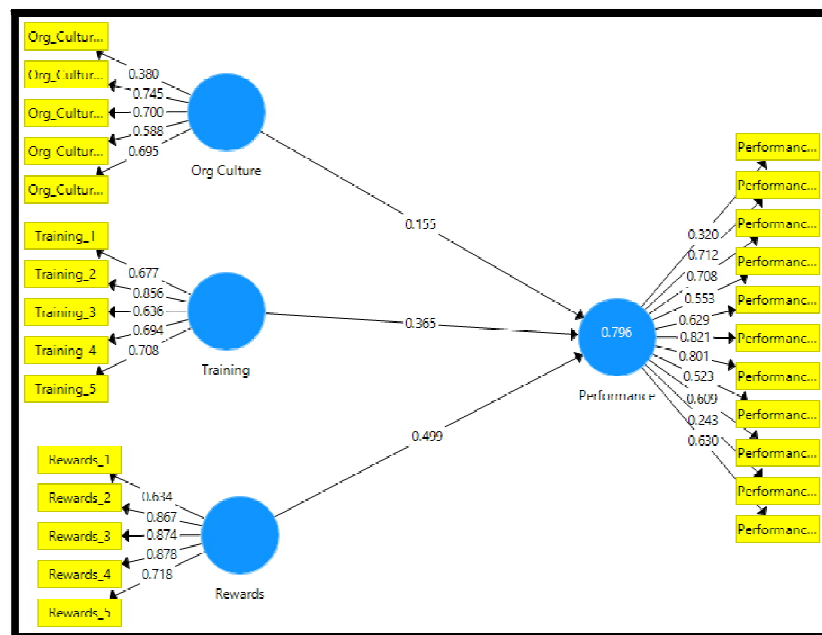 Org_Cultur...
Org_Cultur...
Org_Cultur...
Org_Cultur...
Org_Cultur...
0.380
0.745
0.700
0.588
0.695
Org Culture
Training_1
Training_2
Training_3
Training_4
Training_5
0.677
0.856
0.636
0.694
0.708
Training
Rewards_1
Rewards_2
Rewards_3
Rewards_4
Rewards_5
0.634
0.867
0.874
0.878
0.718
Rewards
0.155
0.365
0.499
0.796
Performance
0.320
0.712
0.708
0.553
0.629
0.821
0.801
0.523
0.609
0.243
0.630
Performanc...
Performanc...
Performanc...
Performanc...
Performanc...
Performanc...
Performanc...
Performanc...
Performanc...
Performanc...
Performanc...